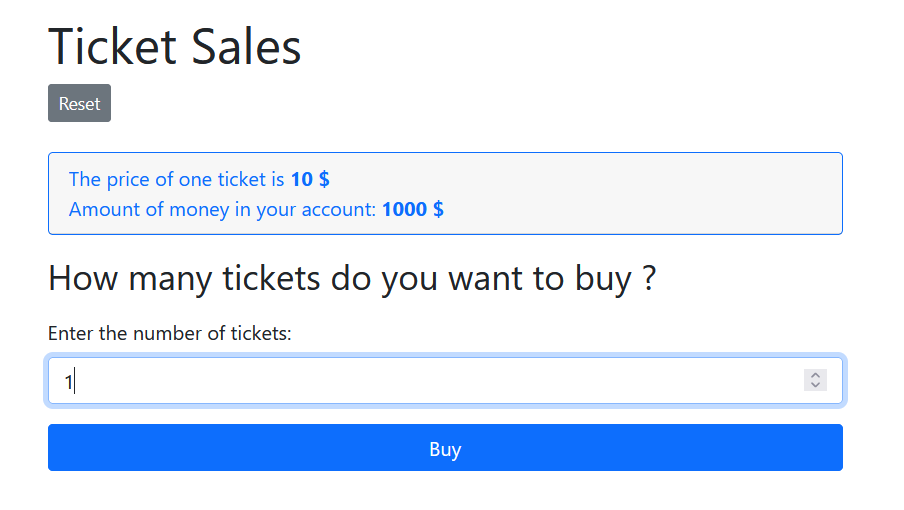 Ticket Sales
Reset
The price of one ticket is 10 $
Amount of money in your account: 1000 $
How many tickets do you want to buy ?
Enter the number of tickets:
1
Buy